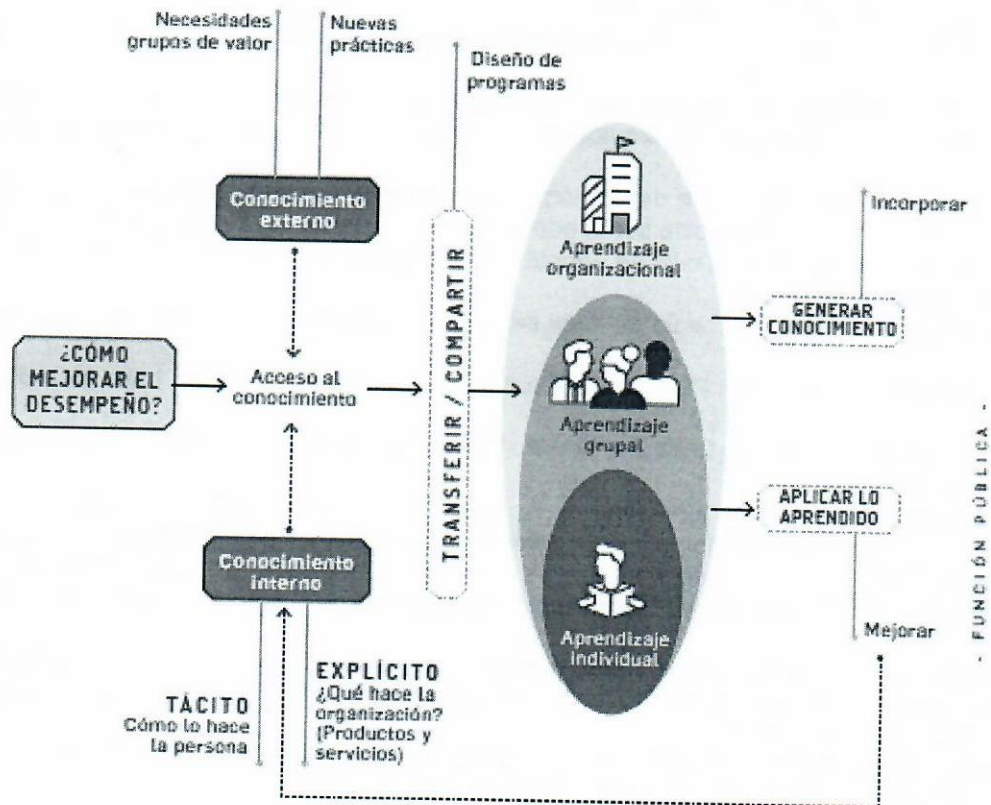 Necesidades
grupos de valor
Nuevas
prácticas
Diseño de
programas
Conocimiento
externo
¿CÓMO
MEJORAR EL
DESEMPEÑO?
Acceso al
conocimiento
TRANSFERIR / COMPARTIR
Aprendizaje
organizacional
Aprendizaje
grupal
Aprendizaje
individual
Incorporar
GENERAR
CONOCIMIENTO
APLICAR LO
APRENDIDO
Mejorar
Conocimiento
interno
TÁCITO
Cómo lo hace
la persona
EXPLÍCITO
¿Qué hace la
organización?
(Productos y
servicios)
- FUNCIÓN PÚBLICA -